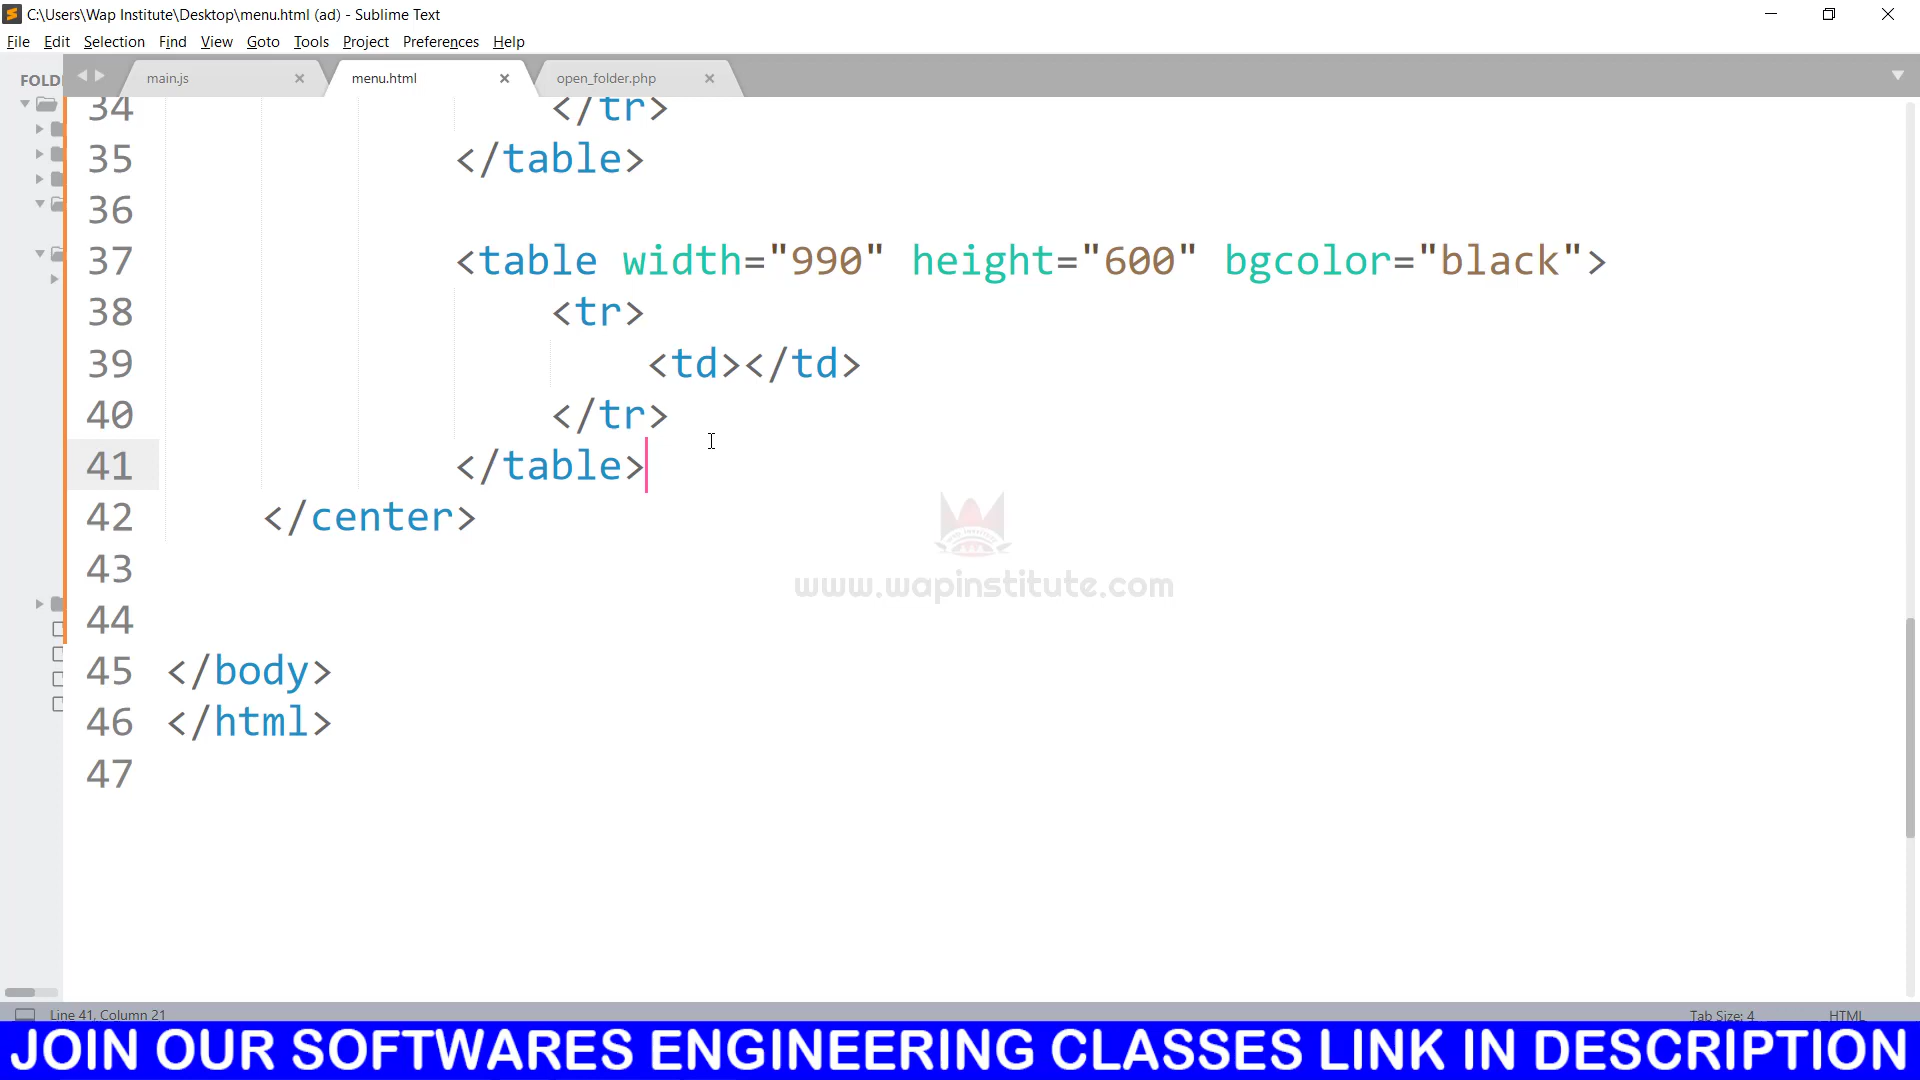 C:\Users\Wap Institute\Desktop\menu.html (ad) - Sublime Text
File Edit Selection Find View Goto Tools Project Preferences Help
FOLD
main.js
menu.html
open_folder.php
34 </tr>
35 </table>
36
37 <table width="990" height="600" bgcolor="black">
38 <tr>
39 <td></td>
40 </tr>
41 </table>
42 </center>
43
44
45 </body>
46 </html>
47
www.wapinstitute.com
Line 41, Column 21
Tab Size: 4
HTML
JOIN OUR SOFTWARES ENGINEERING CLASSES LINK IN DESCRIPTION